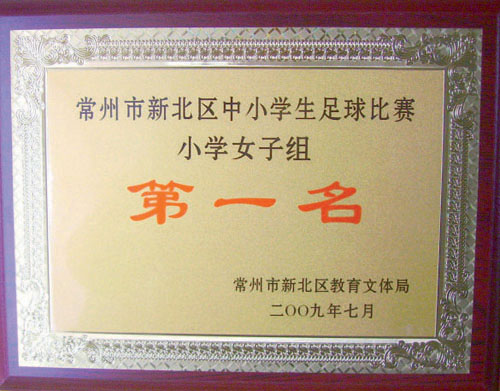 常州市新北区中小学生足球比赛
小学女子组
第一名
常州市新北区教育文体局
二〇〇九年七月